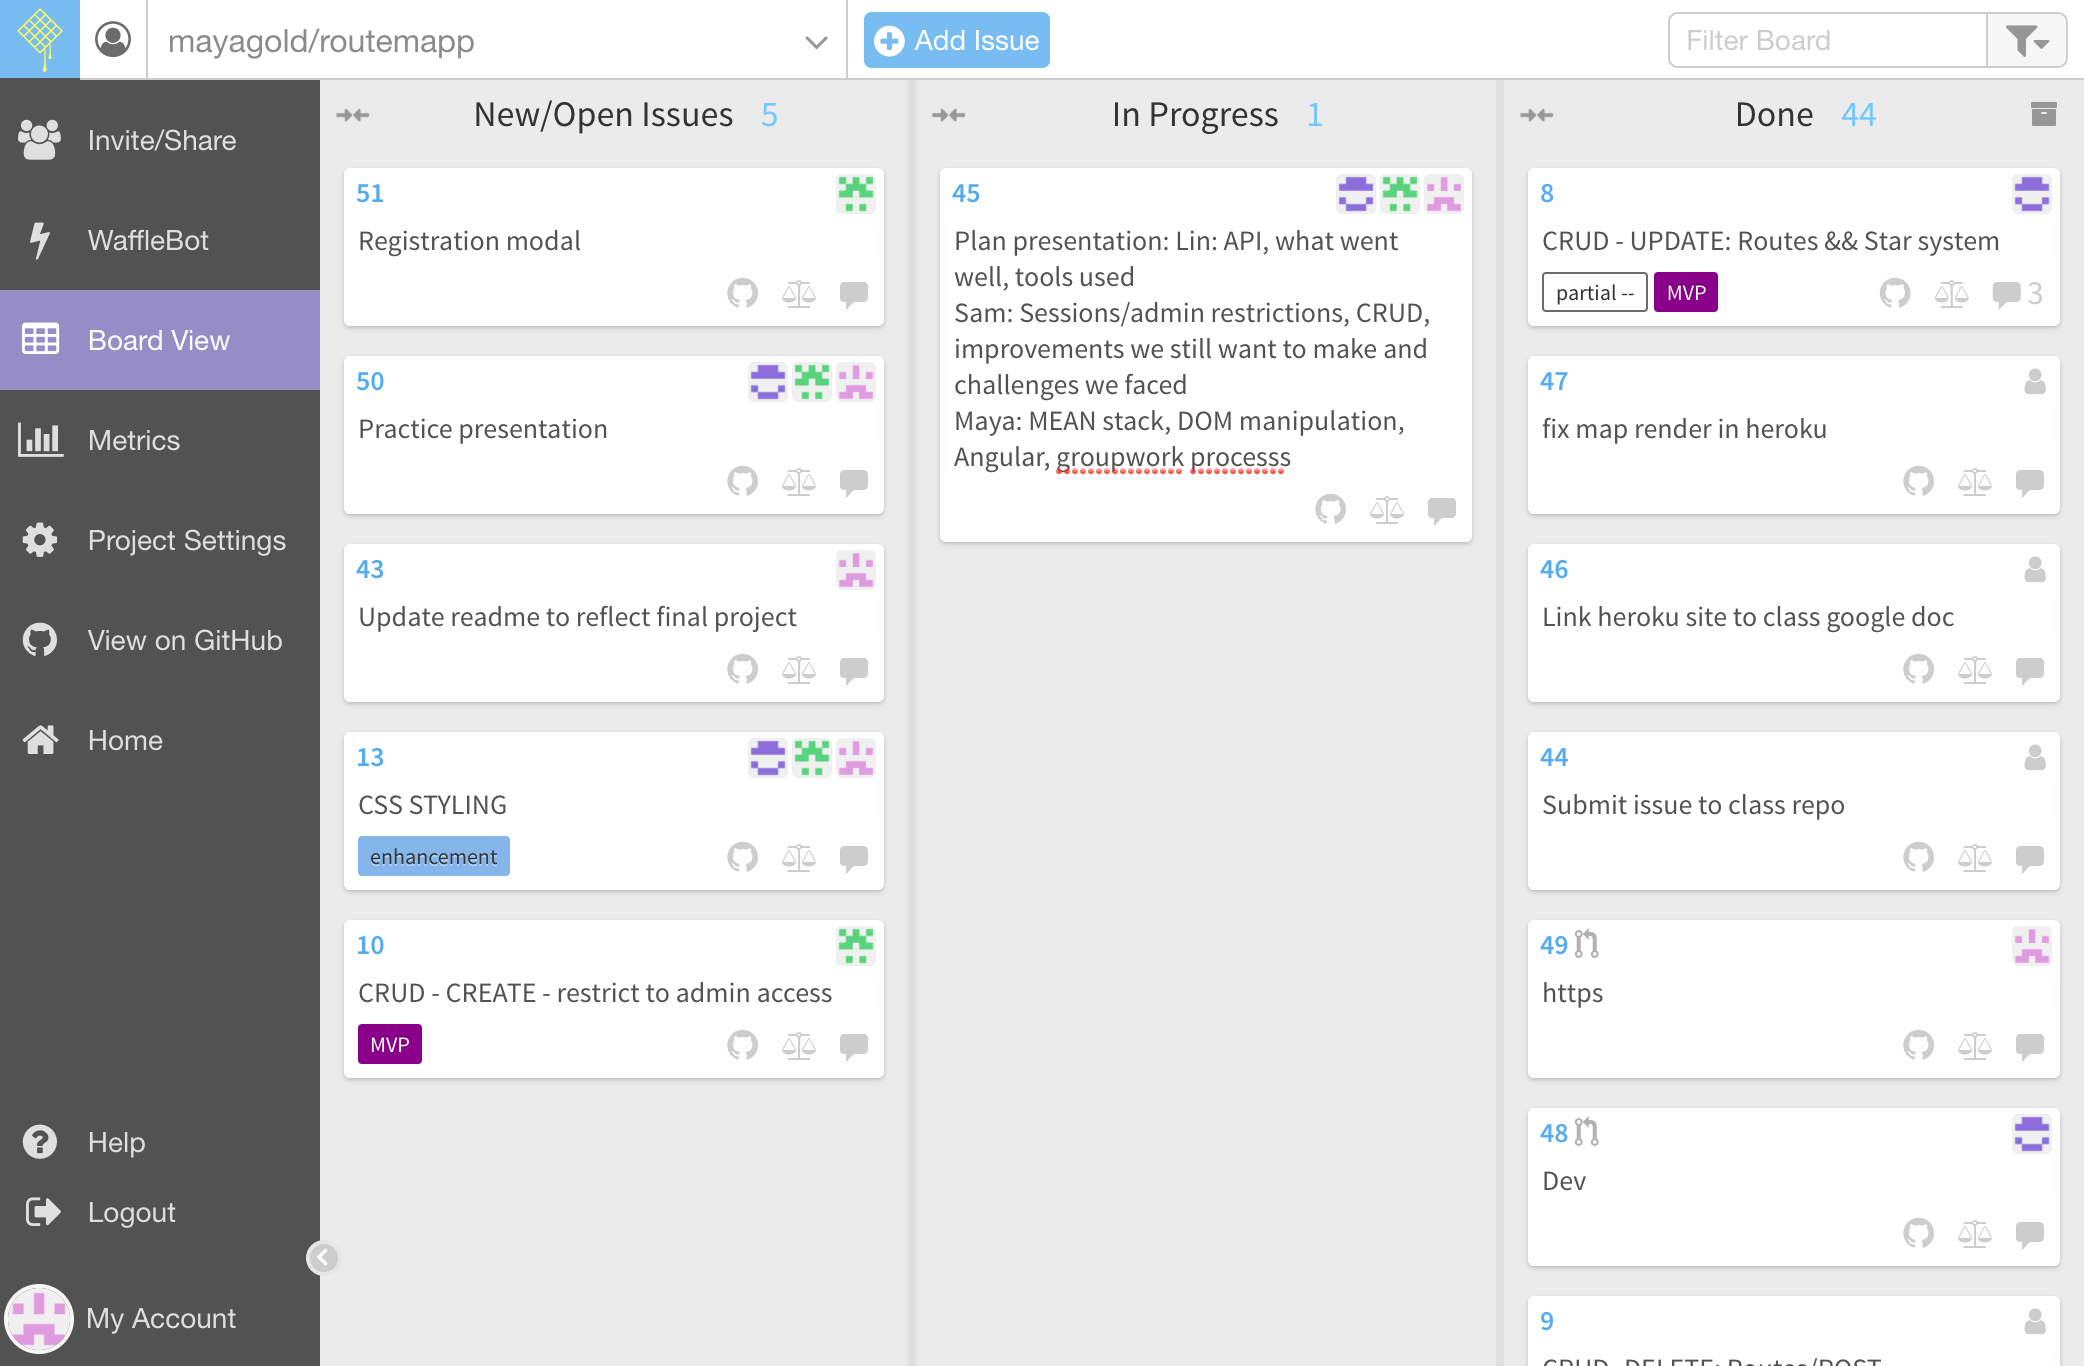 mayagold/routemapp
Add Issue
Filter Board
Invite/Share
WaffleBot
Board View
Metrics
Project Settings
View on GitHub
Home
Help
Logout
My Account
New/Open Issues 5
51
Registration modal
50
Practice presentation
43
Update readme to reflect final project
13
CSS STYLING
enhancement
10
CRUD - CREATE - restrict to admin access
MVP
In Progress 1
45
Plan presentation: Lin: API, what went
well, tools used
Sam: Sessions/admin restrictions, CRUD,
improvements we still want to make and
challenges we faced
Maya: MEAN stack, DOM manipulation,
Angular, groupwork processs
Done 44
8
CRUD - UPDATE: Routes && Star system
partial -- MVP
3
47
fix map render in heroku
46
Link heroku site to class google doc
44
Submit issue to class repo
49
https
48
Dev
9
CRUD -DELETE: Routes/POST